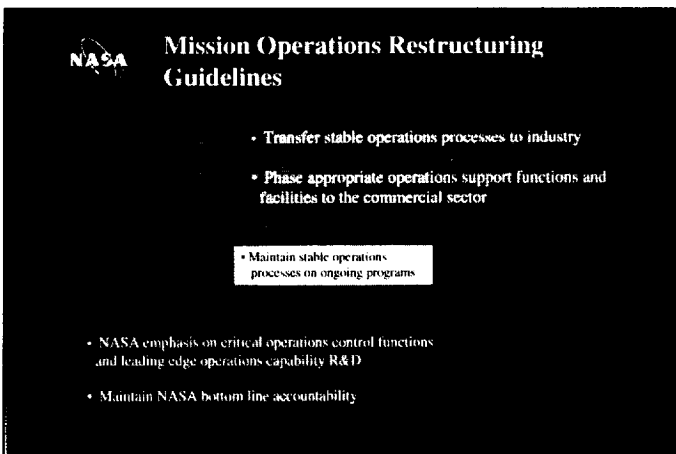 NASA
Mission Operations Restructuring
Guidelines
• Transfer stable operations processes to industry
• Phase appropriate operations support functions and
facilities to the commercial sector
• Maintain stable operations
processes on ongoing programs
• NASA emphasis on critical operations control functions
and leading edge operations capability R&D
• Maintain NASA bottom line accountability